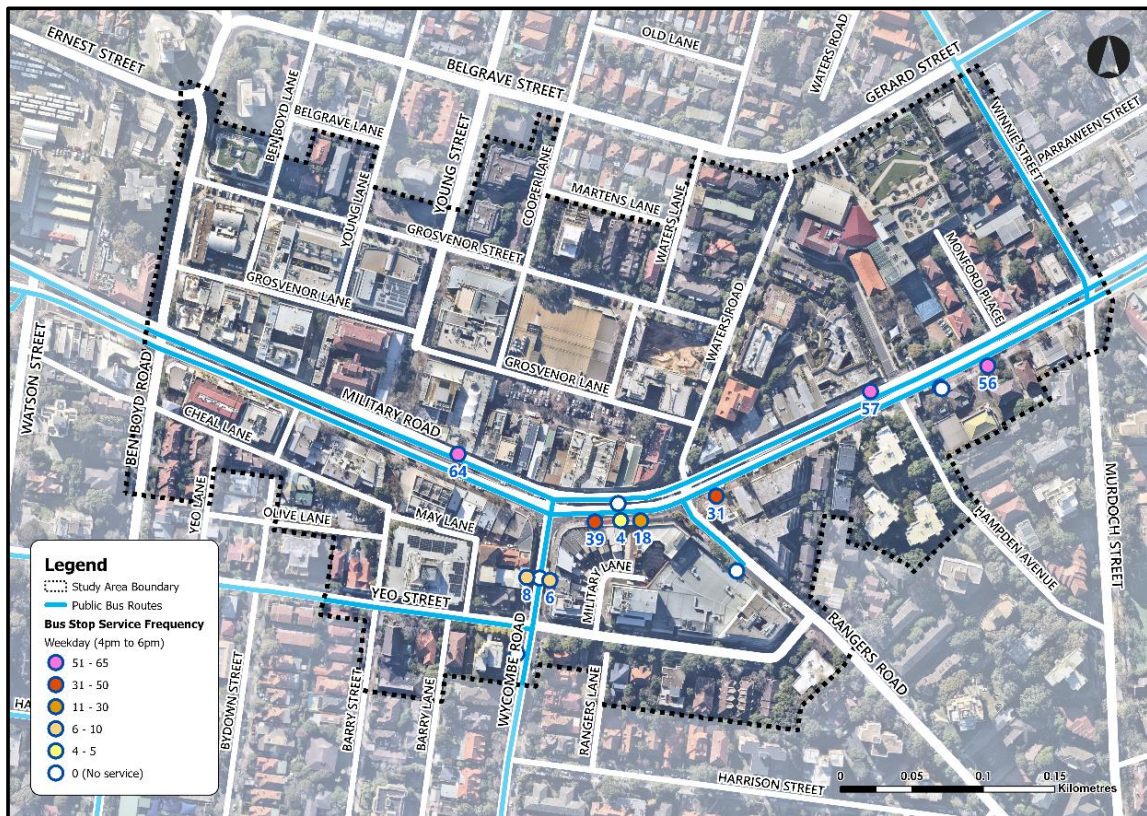 ERNEST STREET
OLD LANE
WATERS ROAD
BELGRAVE STREET
GERARD STREET
BEN BOYD LANE
BELGRAVE LANE
YOUNG STREET
WINNIE STREET
PARRAWEEN STREET
COOPER LANE
MARTENS LANE
YOUNG LANE
WATERS LANE
GROSVENOR STREET
MONFORD PLACE
GROSVENOR LANE
WATERS ROAD
WATSON STREET
BEN BOYD ROAD
MILITARY ROAD
GROSVENOR LANE
56
57
CHEAL LANE
64
31
MURDOCH STREET
YEO LANE
OLIVE LANE
MAY LANE
39
4
18
HAMPDEN AVENUE
MILITARY LANE
8
6
YEO STREET
RANGERS ROAD
WYCOMBE ROAD
BYDOWN STREET
BARRY STREET
BARRY LANE
RANGERS LANE
HARRISON STREET
HA
Legend
Study Area Boundary
Public Bus Routes
Bus Stop Service Frequency
Weekday (4pm to 6pm)
51 - 65
31 - 50
11 - 30
6 - 10
4 - 5
0 (No service)
0 0.05 0.1 0.15
Kilometres